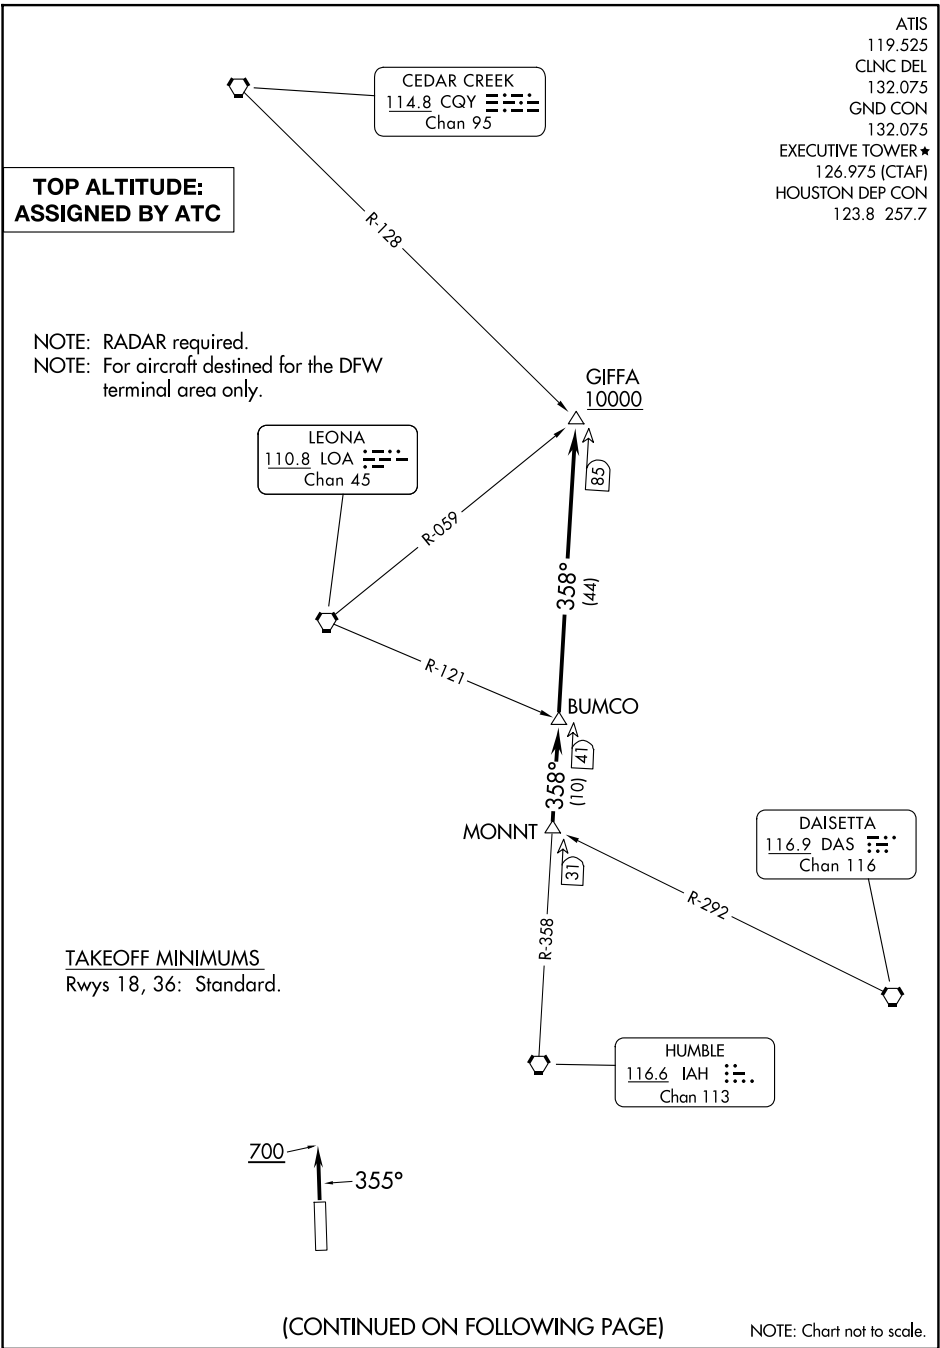 ATIS
119.525
CLNC DEL
132.075
GND CON
132.075
EXECUTIVE TOWER★
126.975 (CTAF)
HOUSTON DEP CON
123.8 257.7
CEDAR CREEK
114.8 CQY
Chan 95
TOP ALTITUDE:
ASSIGNED BY ATC
R-128
NOTE: RADAR required.
NOTE: For aircraft destined for the DFW
terminal area only.
GIFFA
10000
LEONA
110.8 LOA
Chan 45
85
R-059
358°
(44)
R-121
BUMCO
41
358°
(10)
MONNT
31
DAISETTA
116.9 DAS
Chan 116
R-292
R-358
TAKEOFF MINIMUMS
Rwys 18, 36: Standard.
HUMBLE
116.6 IAH
Chan 113
700
355°
(CONTINUED ON FOLLOWING PAGE)
NOTE: Chart not to scale.